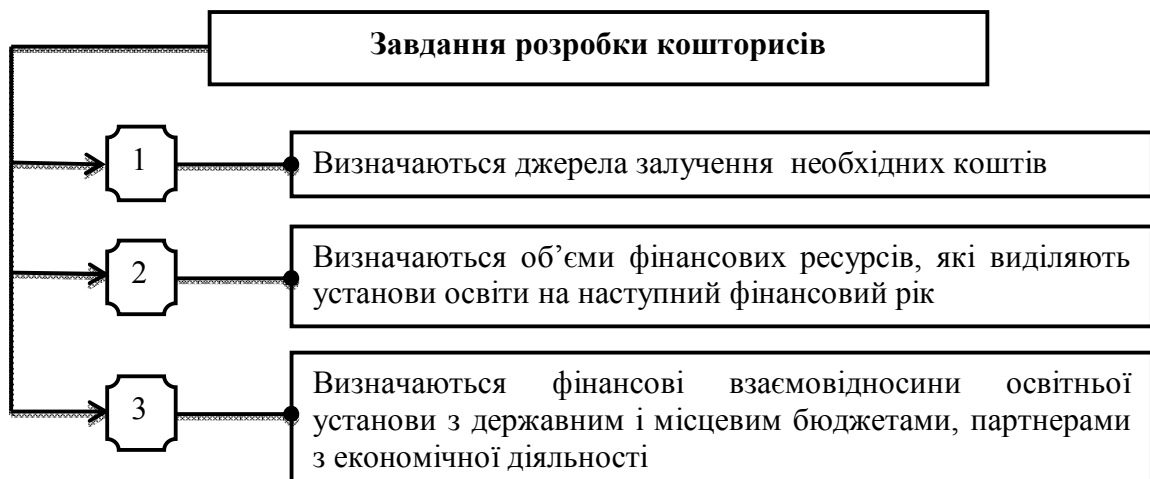 Завдання розробки кошторисів
1
Визначаються джерела залучення необхідних коштів
2
Визначаються об’єми фінансових ресурсів, які виділяють
установи освіти на наступний фінансовий рік
3
Визначаються фінансові взаємовідносини освітньої
установи з державним і місцевим бюджетами, партнерами
з економічної діяльності